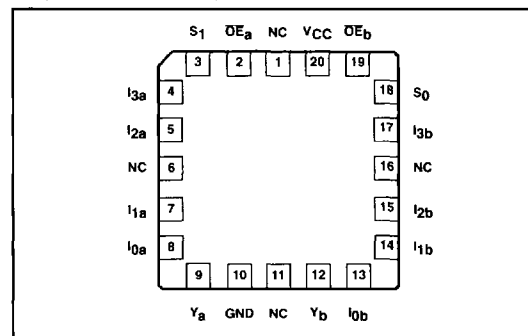 S1 OEa NC VCC OEb
3 2 1 20 19
I3a 4 18 S0
I2a 5 17 I3b
NC 6 16 NC
I1a 7 15 I2b
I0a 8 14 I1b
9 10 11 12 13
Ya GND NC Yb I0b